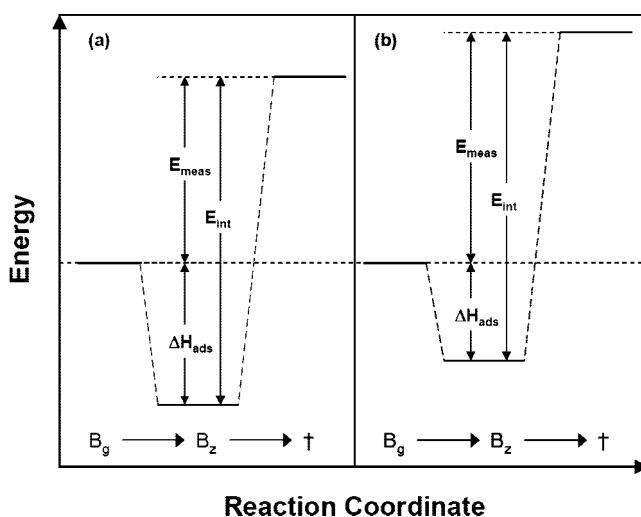 (a)
E_meas
E_int
ΔH_ads
B_g → B_z → †
(b)
E_meas
E_int
ΔH_ads
B_g → B_z → †
Energy
Reaction Coordinate